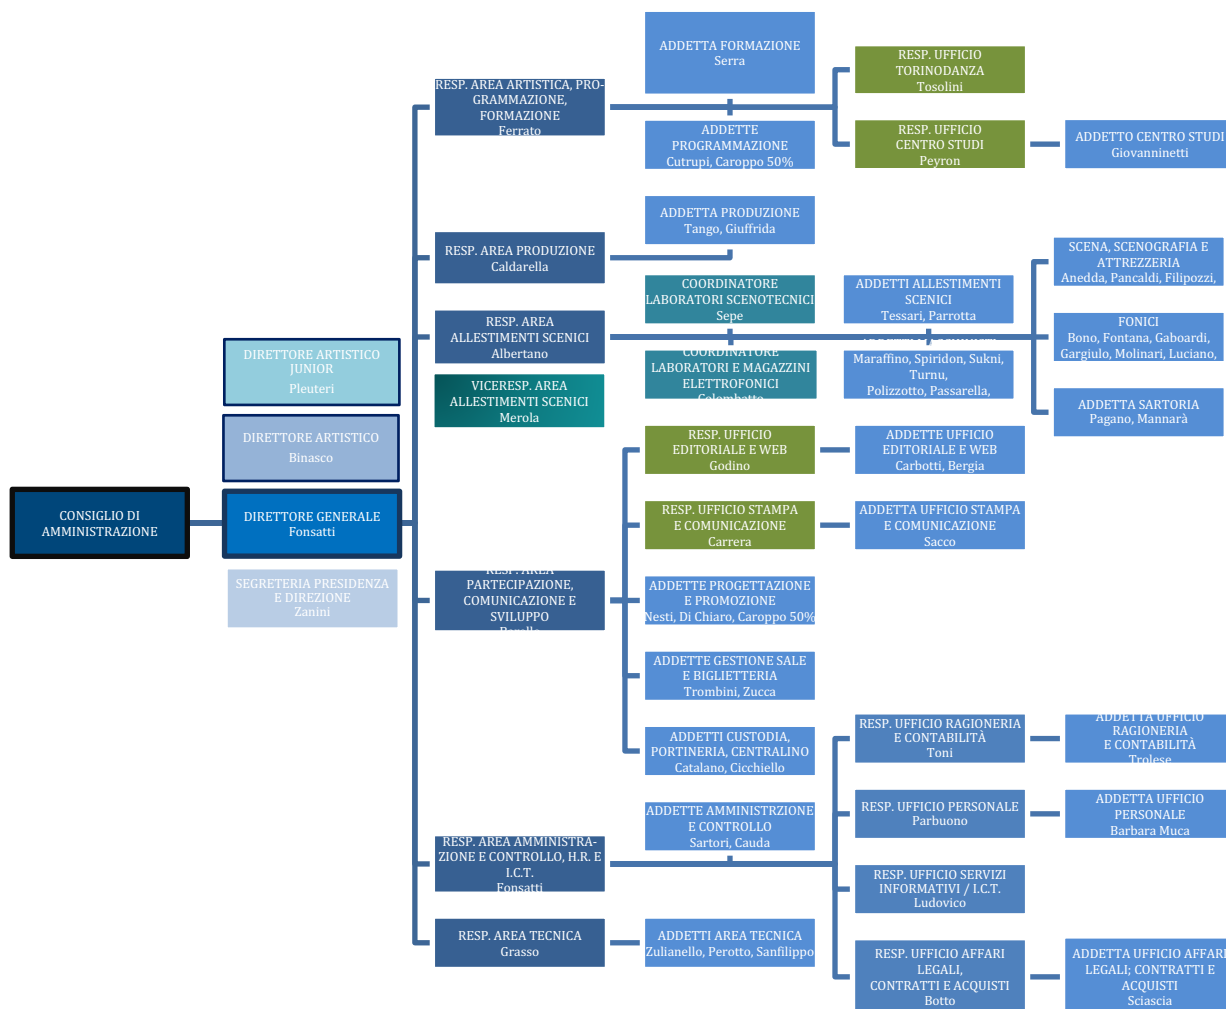 CONSIGLIO DI
AMMINISTRAZIONE
DIRETTORE ARTISTICO
JUNIOR
Pleuteri
DIRETTORE ARTISTICO
Binasco
DIRETTORE GENERALE
Fonsatti
SEGRETERIA PRESIDENZA
E DIREZIONE
Zanini
RESP. AREA ARTISTICA, PRO-
GRAMMAZIONE,
FORMAZIONE
Ferrato
ADDETTA FORMAZIONE
Serra
ADDETTE
PROGRAMMAZIONE
Cutrupi, Caroppo 50%
RESP. UFFICIO
TORINODANZA
Tosolini
RESP. UFFICIO
CENTRO STUDI
Peyron
ADDETTO CENTRO STUDI
Giovanninetti
RESP. AREA PRODUZIONE
Caldarella
ADDETTA PRODUZIONE
Tango, Giuffrida
RESP. AREA
ALLESTIMENTI SCENICI
Albertano
VICERESP. AREA
ALLESTIMENTI SCENICI
Merola
COORDINATORE
LABORATORI SCENOTECNICI
Sepe
COORDINATORE
LABORATORI E MAGAZZINI
ELETTROFONICI
Colombatto
ADDETTI ALLESTIMENTI
SCENICI
Tessari, Parrotta
Maraffino, Spiridon, Sukni,
Turnu,
Polizzotto, Passarella,
SCENA, SCENOGRAFIA E
ATTREZZERIA
Anedda, Pancaldi, Filipozzi,
FONICI
Bono, Fontana, Gaboardi,
Gargiulo, Molinari, Luciano,
ADDETTA SARTORIA
Pagano, Mannarà
RESP. AREA
PARTECIPAZIONE,
COMUNICAZIONE E
SVILUPPO
RESP. UFFICIO
EDITORIALE E WEB
Godino
ADDETTE UFFICIO
EDITORIALE E WEB
Carbotti, Bergia
RESP. UFFICIO STAMPA
E COMUNICAZIONE
Carrera
ADDETTA UFFICIO STAMPA
E COMUNICAZIONE
Sacco
ADDETTE PROGETTAZIONE
E PROMOZIONE
Nesti, Di Chiaro, Caroppo 50%
ADDETTE GESTIONE SALE
E BIGLIETTERIA
Trombini, Zucca
ADDETTI CUSTODIA,
PORTINERIA, CENTRALINO
Catalano, Cicchiello
RESP. AREA AMMINISTRA-
ZIONE E CONTROLLO, H.R. E
I.C.T.
Fonsatti
ADDETTE AMMINISTRZIONE
E CONTROLLO
Sartori, Cauda
RESP. UFFICIO RAGIONERIA
E CONTABILITÀ
Toni
ADDETTA UFFICIO
RAGIONERIA
E CONTABILITÀ
Trolese
RESP. UFFICIO PERSONALE
Parbuono
ADDETTA UFFICIO
PERSONALE
Barbara Muca
RESP. UFFICIO SERVIZI
INFORMATIVI / I.C.T.
Ludovico
RESP. UFFICIO AFFARI
LEGALI,
CONTRATTI E ACQUISTI
Botto
ADDETTA UFFICIO AFFARI
LEGALI; CONTRATTI E
ACQUISTI
Sciascia
RESP. AREA TECNICA
Grasso
ADDETTI AREA TECNICA
Zulianello, Perotto, Sanfilippo